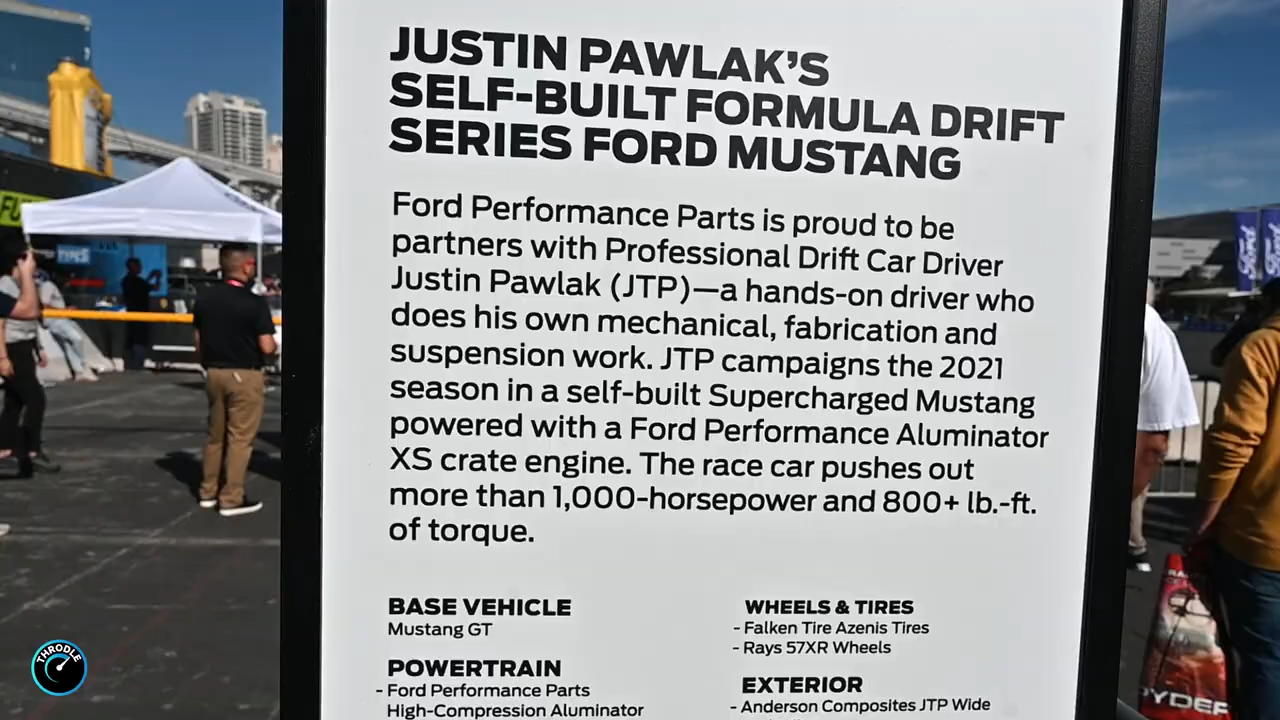 JUSTIN PAWLAK'S
SELF-BUILT FORMULA DRIFT
SERIES FORD MUSTANG
Ford Performance Parts is proud to be
partners with Professional Drift Car Driver
Justin Pawlak (JTP)—a hands-on driver who
does his own mechanical, fabrication and
suspension work. JTP campaigns the 2021
season in a self-built Supercharged Mustang
powered with a Ford Performance Aluminator
XS crate engine. The race car pushes out
more than 1,000-horsepower and 800+ lb.-ft.
of torque.
BASE VEHICLE
Mustang GT
POWERTRAIN
- Ford Performance Parts
High-Compression Aluminator
WHEELS & TIRES
- Falken Tire Azenis Tires
- Rays 57XR Wheels
EXTERIOR
- Anderson Composites JTP Wide
Ford
THRODLE